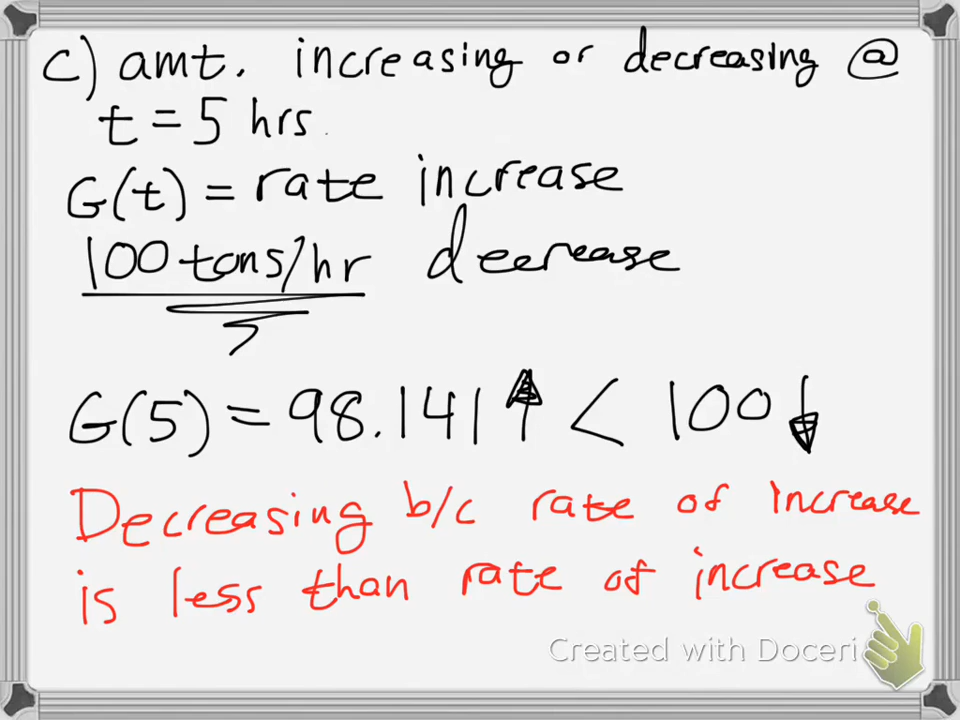 c) amt. increasing or decreasing @
t = 5 hrs.
G(t) = rate increase
100 tons/hr decrease
G(5) = 98.141 ↑ < 100 ↓
Decreasing b/c rate of increase
is less than rate of increase
Created with Doceri